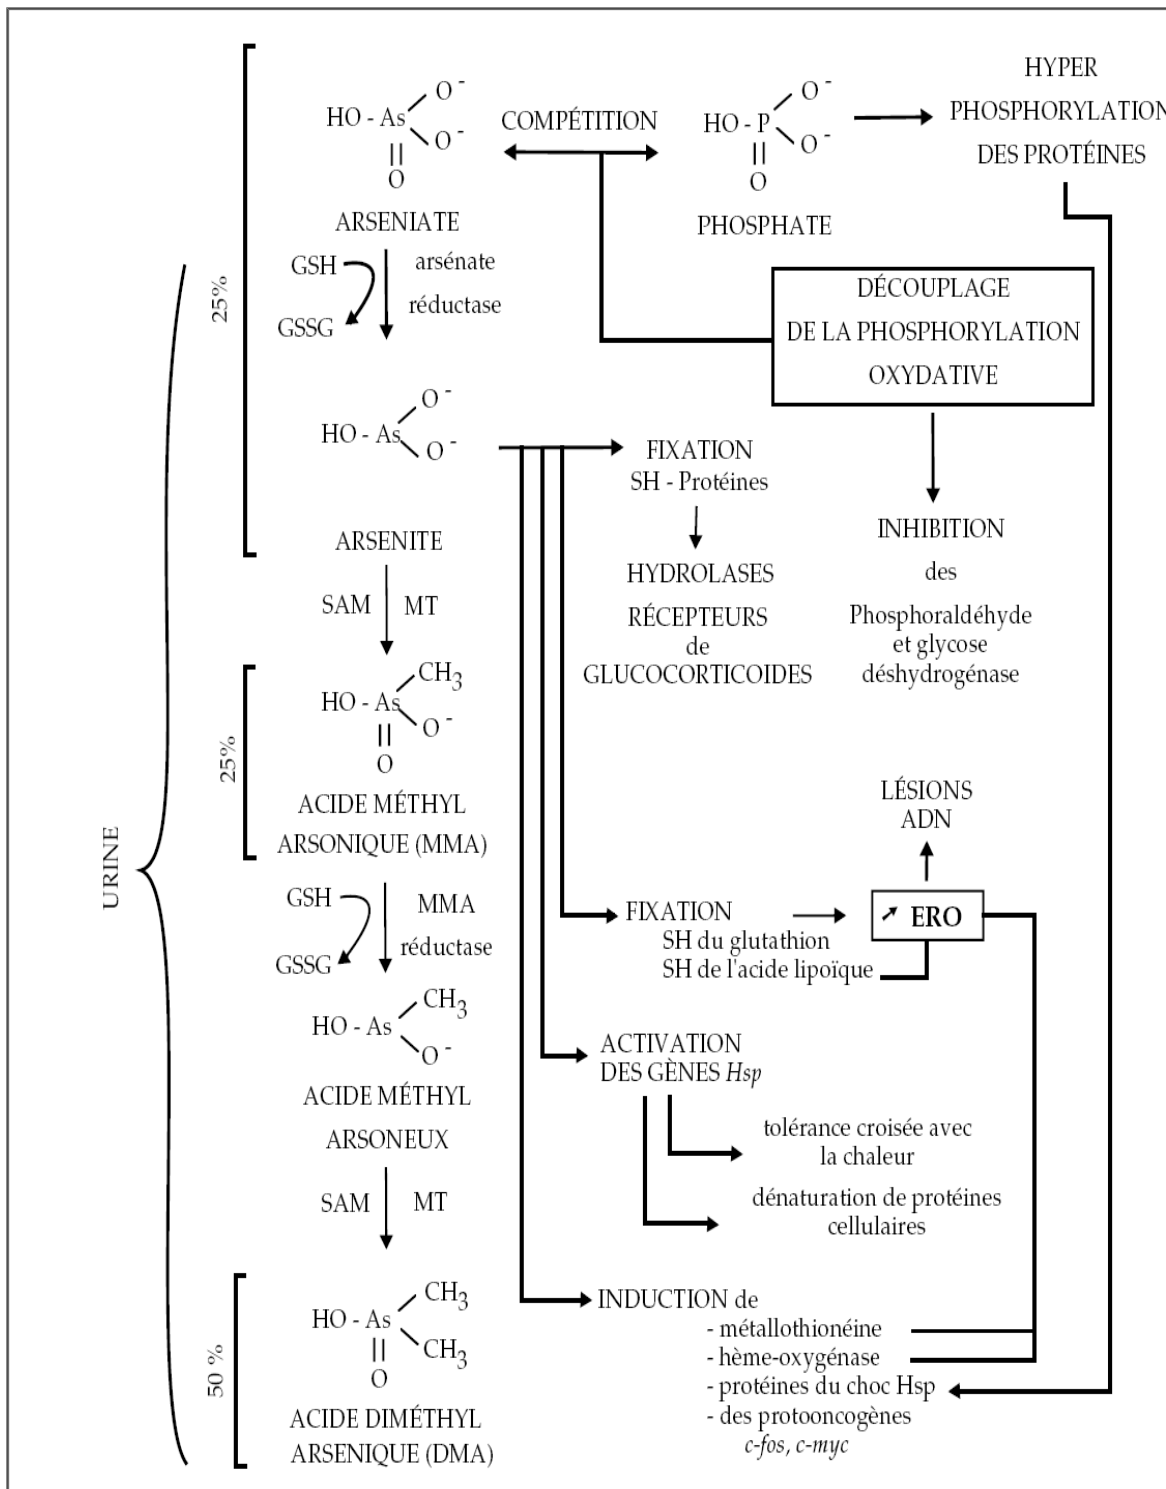 HYPER
PHOSPHORYLATION
DES PROTÉINES
O -
HO - As
O -
O
ARSENIATE
COMPÉTITION
O -
HO - P
O -
O
PHOSPHATE
GSH
arsénate
réductase
GSSG
25%
DÉCOUPLAGE
DE LA PHOSPHORYLATION
OXYDATIVE
O -
HO - As
O -
ARSENITE
FIXATION
SH - Protéines
HYDROLASES
RÉCEPTEURS
de
GLUCOCORTICOIDES
INHIBITION
des
Phosphoraldéhyde
et glycose
déshydrogénase
SAM MT
CH3
HO - As
O -
O
25%
ACIDE MÉTHYL
ARSONIQUE (MMA)
URINE
LÉSIONS
ADN
ERO
FIXATION
SH du glutathion
SH de l'acide lipoïque
GSH
MMA
réductase
GSSG
CH3
HO - As
O -
ACIDE MÉTHYL
ARSONEUX
ACTIVATION
DES GÈNES Hsp
tolérance croisée avec
la chaleur
dénaturation de protéines
cellulaires
SAM MT
CH3
HO - As
CH3
O
50 %
ACIDE DIMÉTHYL
ARSENIQUE (DMA)
INDUCTION de
- métallothionéine
- hème-oxygénase
- protéines du choc Hsp
- des protooncogènes
c-fos, c-myc